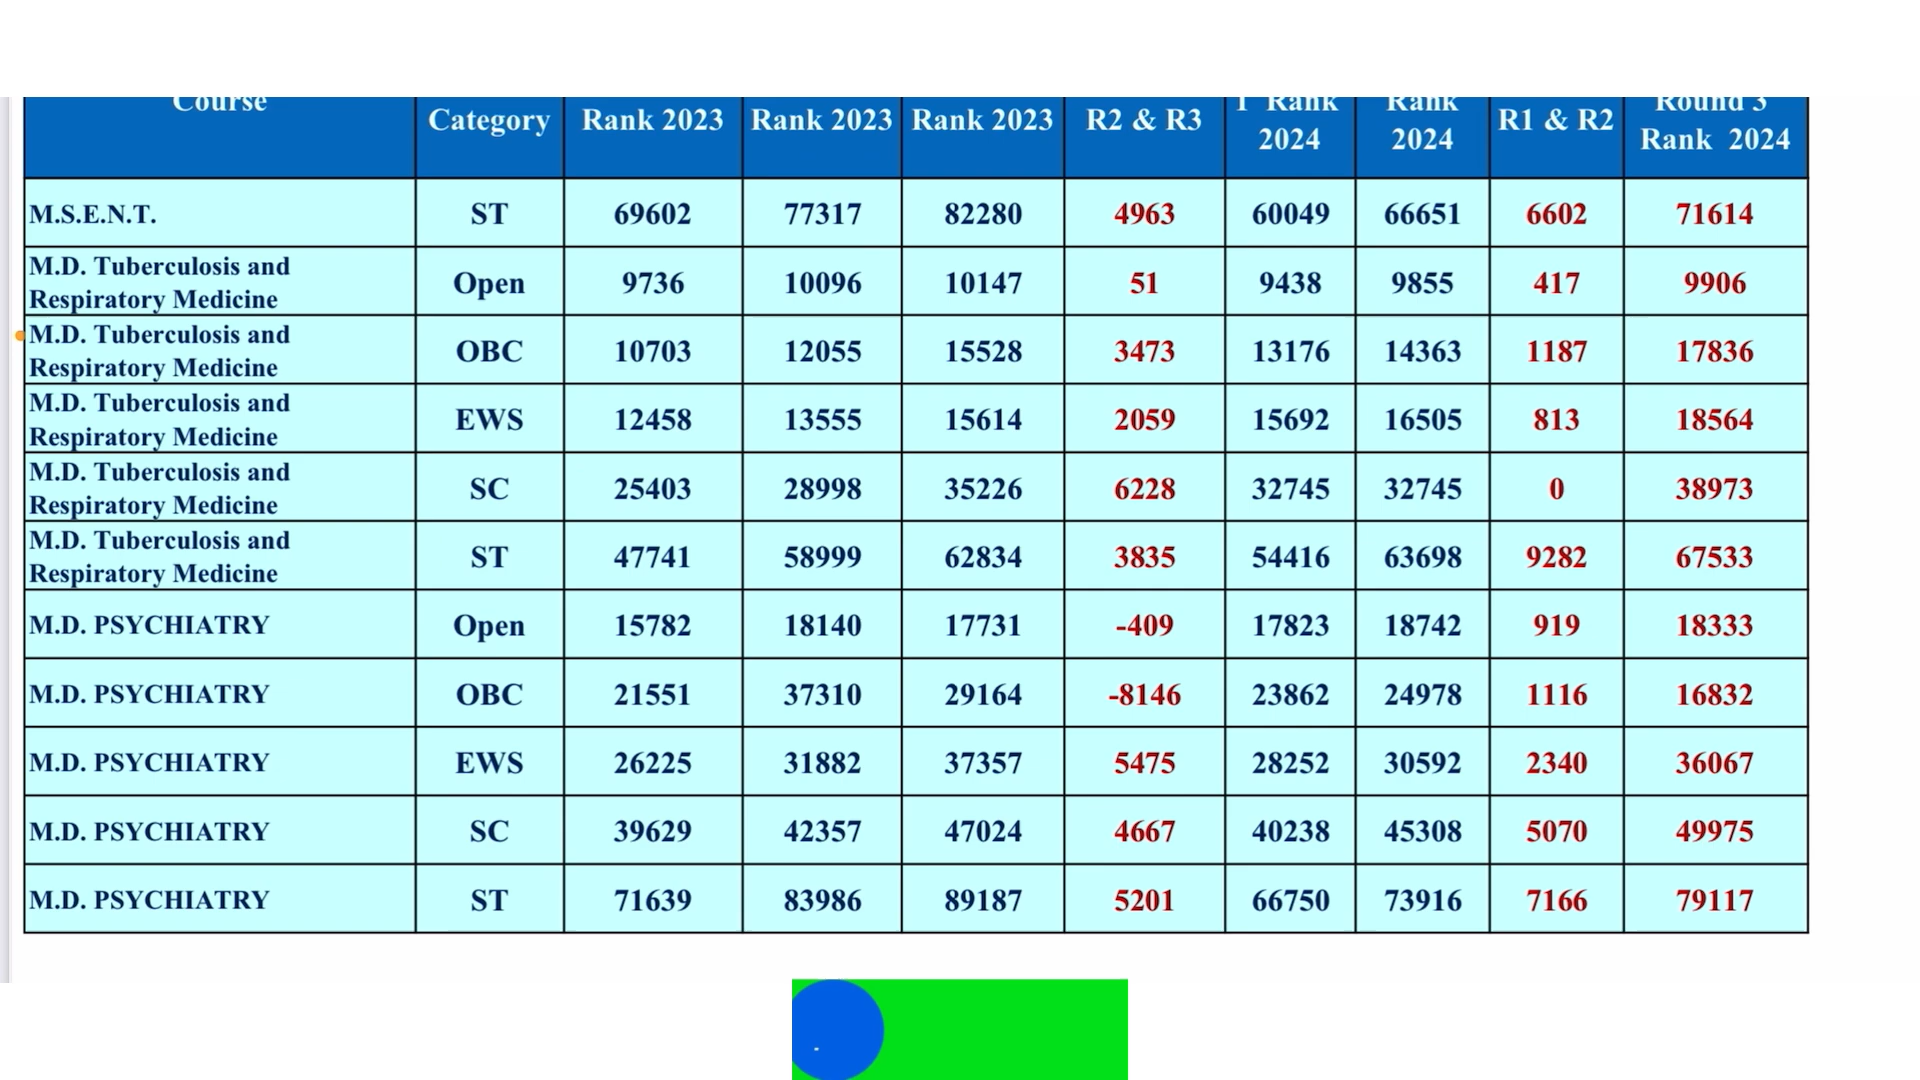 Course Category Rank 2023 Rank 2023 Rank 2023 R2 & R3 Rank 2024 Rank 2024 R1 & R2 Round 3 Rank 2024
M.S.E.N.T. ST 69602 77317 82280 4963 60049 66651 6602 71614
M.D. Tuberculosis and
Respiratory Medicine Open 9736 10096 10147 51 9438 9855 417 9906
M.D. Tuberculosis and
Respiratory Medicine OBC 10703 12055 15528 3473 13176 14363 1187 17836
M.D. Tuberculosis and
Respiratory Medicine EWS 12458 13555 15614 2059 15692 16505 813 18564
M.D. Tuberculosis and
Respiratory Medicine SC 25403 28998 35226 6228 32745 32745 0 38973
M.D. Tuberculosis and
Respiratory Medicine ST 47741 58999 62834 3835 54416 63698 9282 67533
M.D. PSYCHIATRY Open 15782 18140 17731 -409 17823 18742 919 18333
M.D. PSYCHIATRY OBC 21551 37310 29164 -8146 23862 24978 1116 16832
M.D. PSYCHIATRY EWS 26225 31882 37357 5475 28252 30592 2340 36067
M.D. PSYCHIATRY SC 39629 42357 47024 4667 40238 45308 5070 49975
M.D. PSYCHIATRY ST 71639 83986 89187 5201 66750 73916 7166 79117